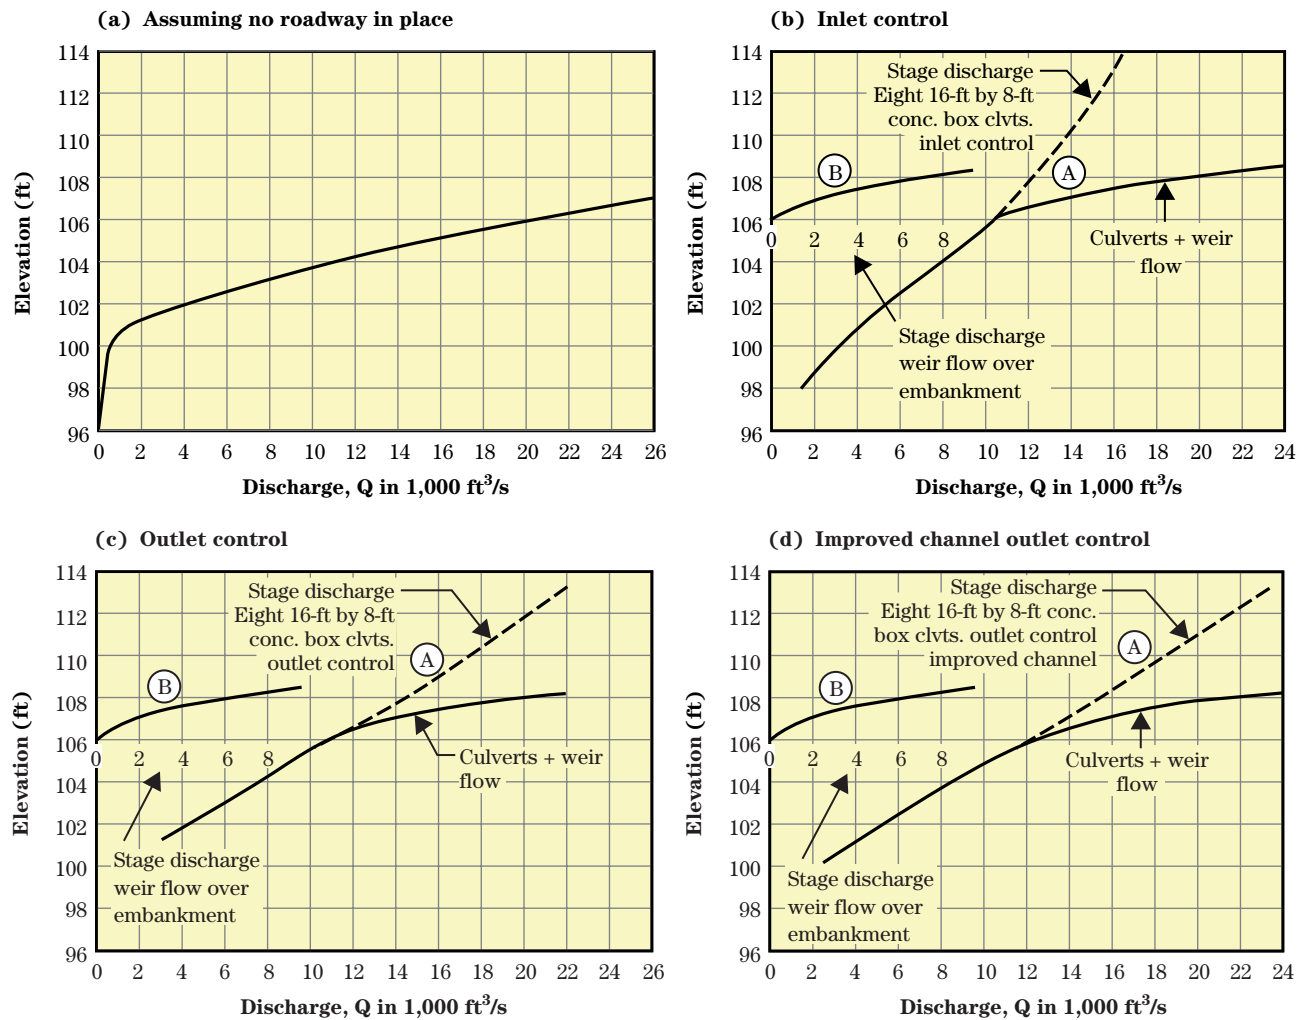 (a) Assuming no roadway in place
114
112
110
108
106
104
102
100
98
96
Elevation (ft)
0 2 4 6 8 10 12 14 16 18 20 22 24 26
Discharge, Q in 1,000 ft³/s
(b) Inlet control
114
112
110
108
106
104
102
100
98
96
Elevation (ft)
Stage discharge
Eight 16-ft by 8-ft
conc. box clvts.
inlet control
B
A
0 2 4 6 8
Culverts + weir
flow
Stage discharge
weir flow over
embankment
0 2 4 6 8 10 12 14 16 18 20 22 24
Discharge, Q in 1,000 ft³/s
(c) Outlet control
114
112
110
108
106
104
102
100
98
96
Elevation (ft)
Stage discharge
Eight 16-ft by 8-ft
conc. box clvts.
outlet control
A
B
0 2 4 6 8
Culverts + weir
flow
Stage discharge
weir flow over
embankment
0 2 4 6 8 10 12 14 16 18 20 22 24 26
Discharge, Q in 1,000 ft³/s
(d) Improved channel outlet control
114
112
110
108
106
104
102
100
98
96
Elevation (ft)
Stage discharge
Eight 16-ft by 8-ft conc.
box clvts. outlet control
improved channel
A
B
0 2 4 6 8
Culverts + weir
flow
Stage discharge
weir flow over
embankment
0 2 4 6 8 10 12 14 16 18 20 22 24
Discharge, Q in 1,000 ft³/s